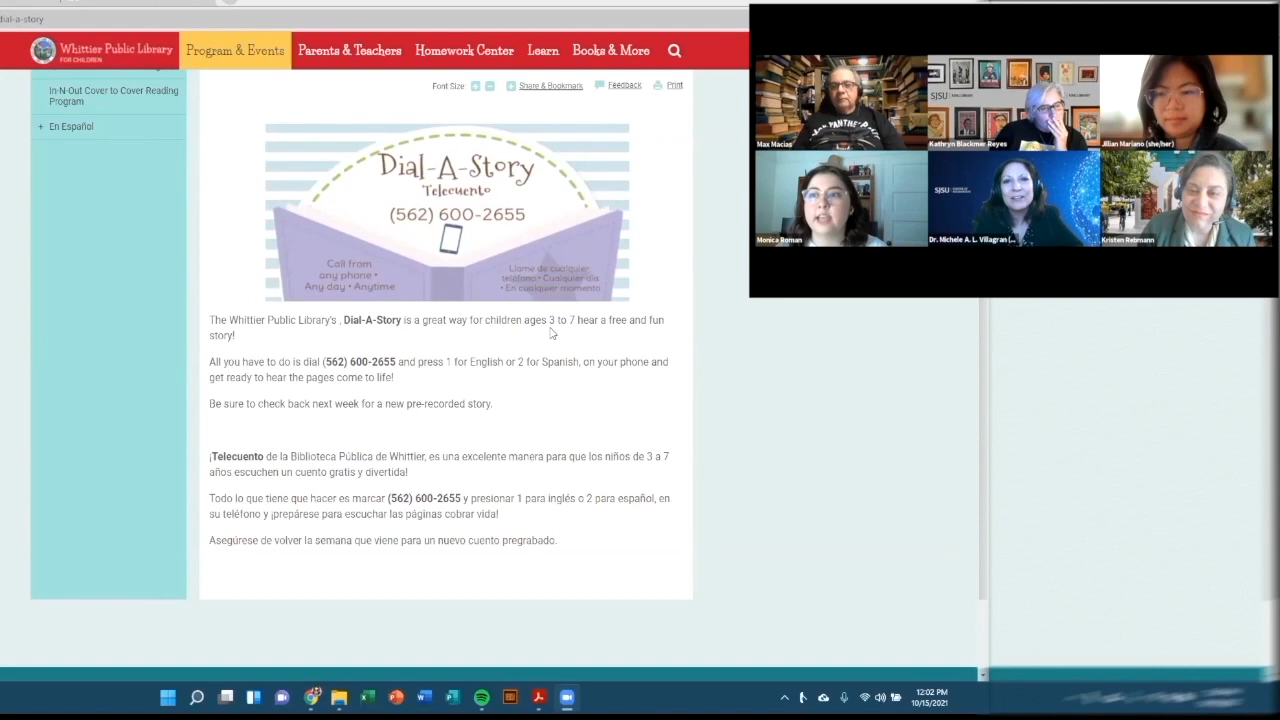 dial-a-story
Whittier Public Library
FOR CHILDREN
Program & Events
Parents & Teachers
Homework Center
Learn
Books & More
In-N-Out Cover to Cover Reading
Program
+ En Español
Font Size:
Share & Bookmark
Feedback
Print
Dial-A-Story
Telecuento
(562) 600-2655
Call from
any phone •
Any day • Anytime
Llame de cualquier
teléfono • Cualquier día
• En cualquier momento
The Whittier Public Library's , Dial-A-Story is a great way for children ages 3 to 7 hear a free and fun
story!
All you have to do is dial (562) 600-2655 and press 1 for English or 2 for Spanish, on your phone and
get ready to hear the pages come to life!
Be sure to check back next week for a new pre-recorded story.
¡Telecuento de la Biblioteca Pública de Whittier, es una excelente manera para que los niños de 3 a 7
años escuchen un cuento gratis y divertida!
Todo lo que tiene que hacer es marcar (562) 600-2655 y presionar 1 para inglés o 2 para español, en
su teléfono y ¡prepárese para escuchar las páginas cobrar vida!
Asegúrese de volver la semana que viene para un nuevo cuento pregrabado.
Max Macias
SJSU
Kathryn Blackmer Reyes
Jillian Mariano (she/her)
Monica Roman
SJSU
Dr. Michele A. L. Villagran (...
Kristen Rebmann
12:02 PM
10/15/2021